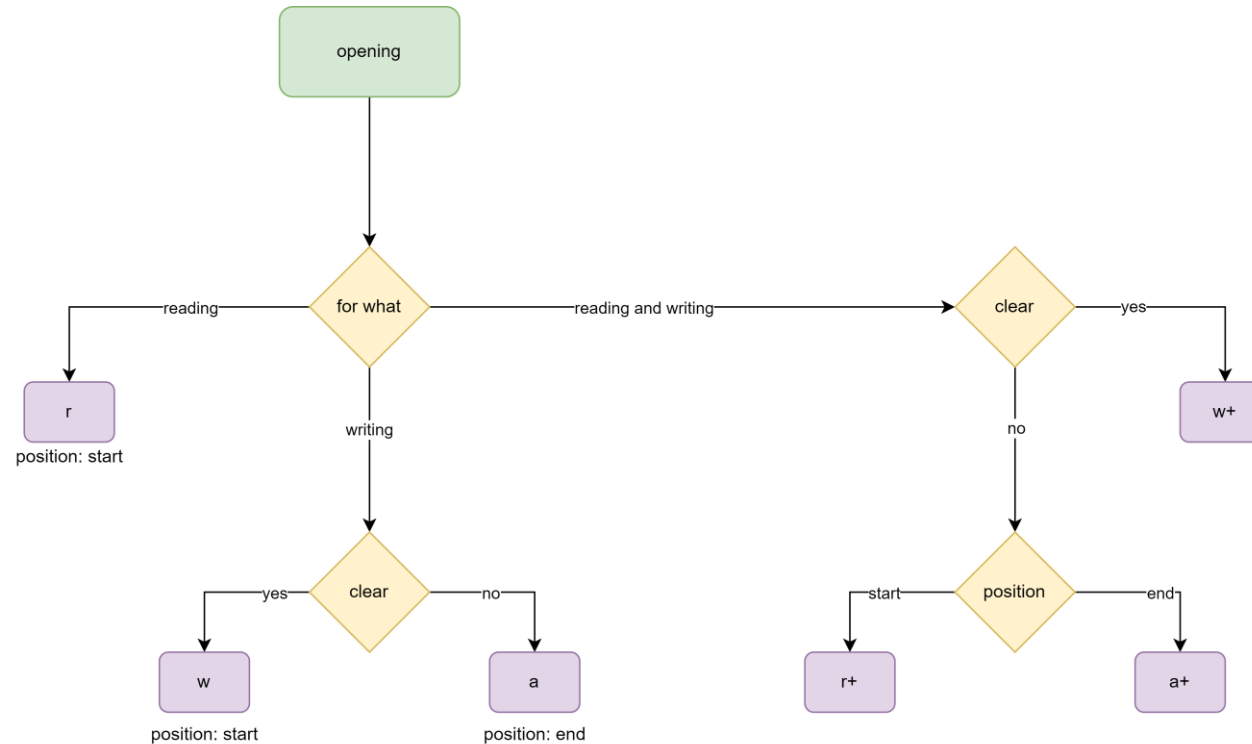 opening
reading
for what
reading and writing
clear
yes
r
w+
position: start
writing
no
yes
clear
no
start
position
end
w
a
r+
a+
position: start
position: end